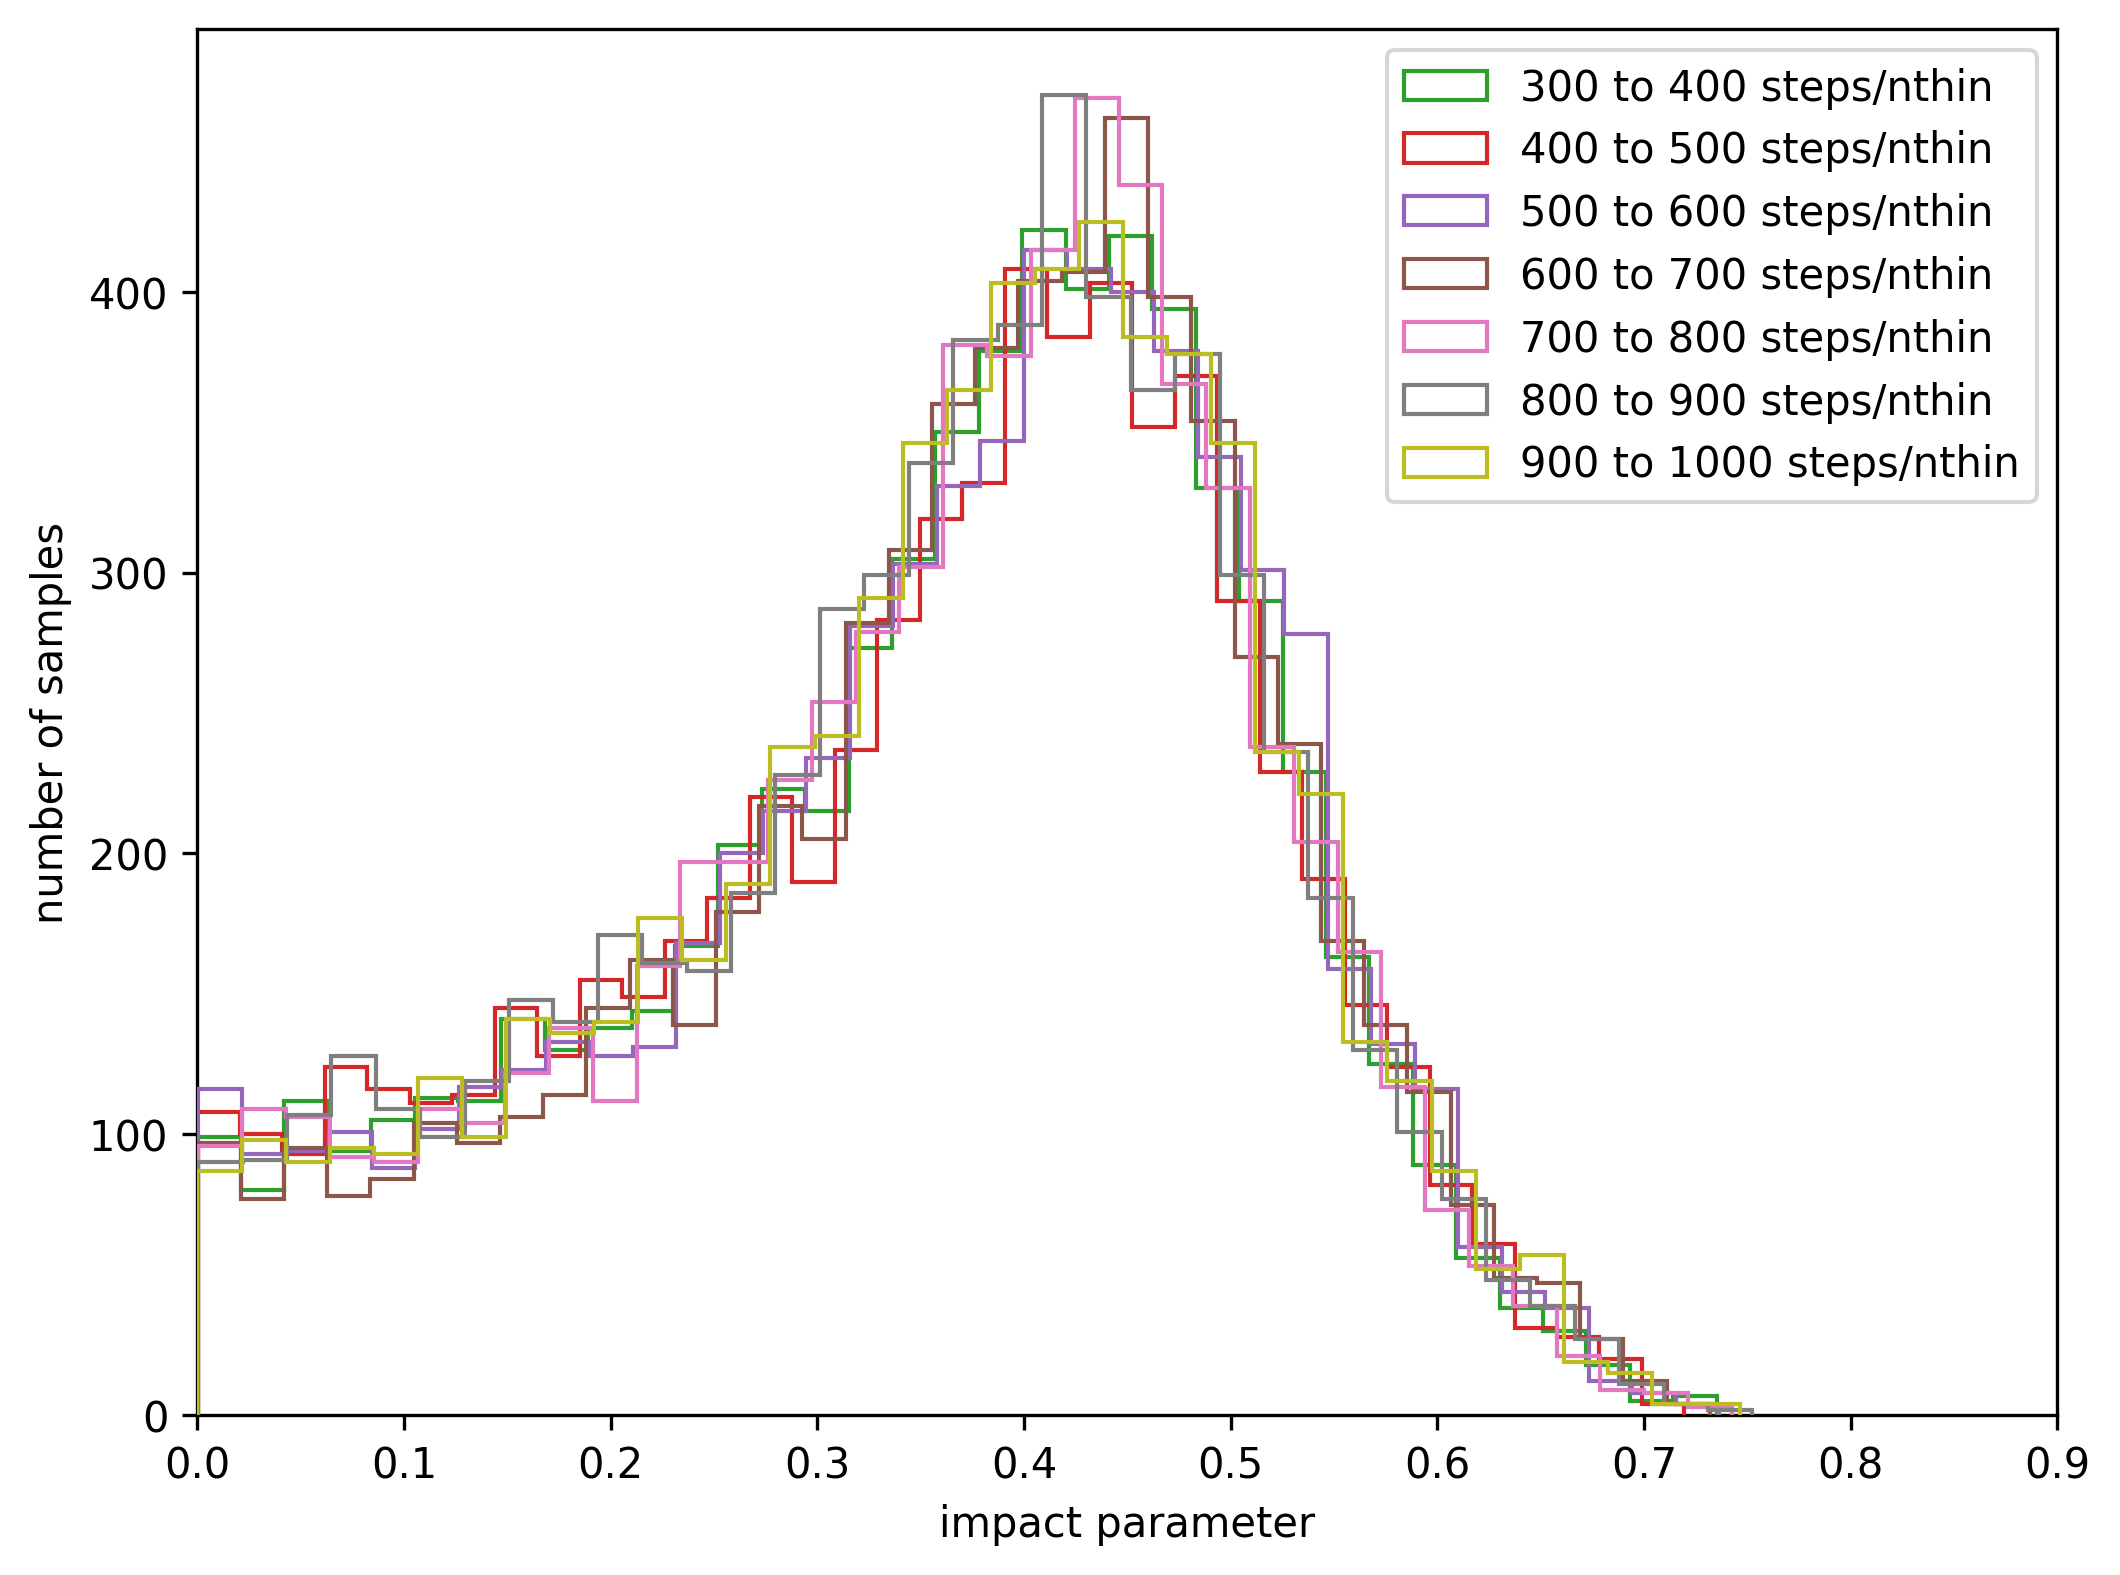 300 to 400 steps/nthin
400 to 500 steps/nthin
500 to 600 steps/nthin
600 to 700 steps/nthin
700 to 800 steps/nthin
800 to 900 steps/nthin
900 to 1000 steps/nthin
number of samples
400
300
200
100
0
0.0 0.1 0.2 0.3 0.4 0.5 0.6 0.7 0.8 0.9
impact parameter